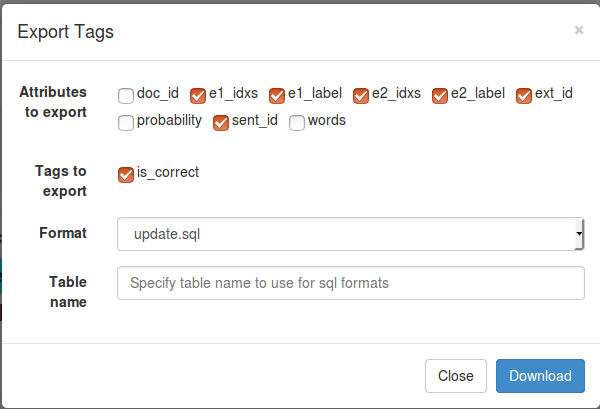 Export Tags ×
Attributes to export
doc_id e1_idxs e1_label e2_idxs e2_label ext_id
probability sent_id words
Tags to export
is_correct
Format update.sql
Table name
Specify table name to use for sql formats
Close Download